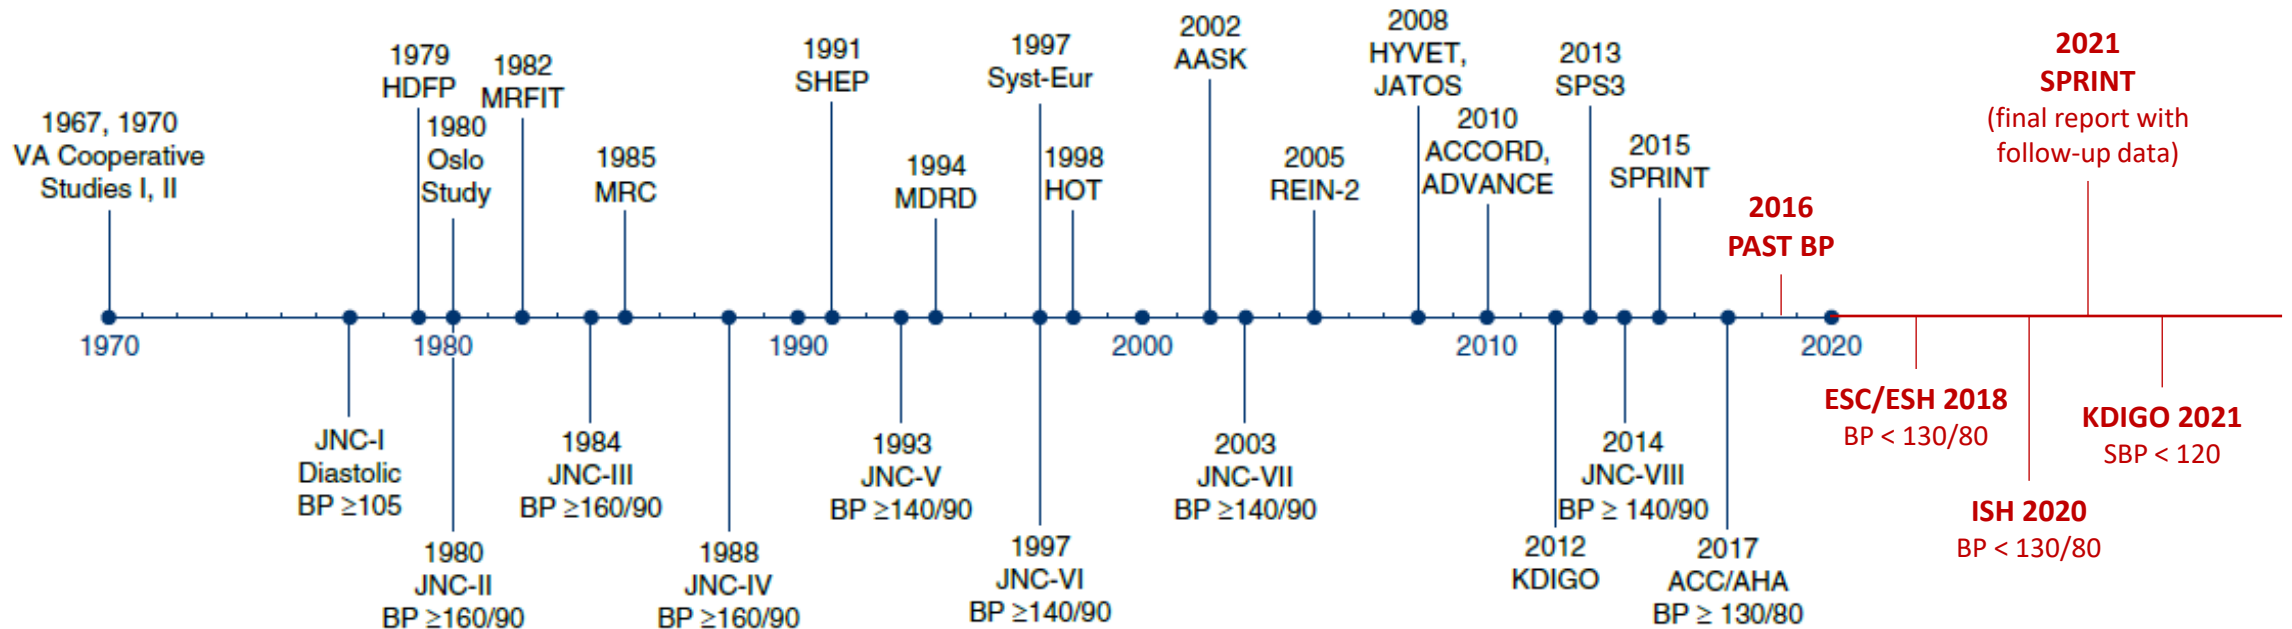 1967, 1970
VA Cooperative
Studies I, II
1979
HDFP
1980
Oslo
Study
1982
MRFIT
1985
MRC
1991
SHEP
1994
MDRD
1997
Syst-Eur
1998
HOT
2002
AASK
2005
REIN-2
2008
HYVET,
JATOS
2010
ACCORD,
ADVANCE
2013
SPS3
2015
SPRINT
2016
PAST BP
2021
SPRINT
(final report with
follow-up data)
1970
1980
1990
2000
2010
2020
JNC-I
Diastolic
BP ≥105
1980
JNC-II
BP ≥160/90
1984
JNC-III
BP ≥160/90
1988
JNC-IV
BP ≥160/90
1993
JNC-V
BP ≥140/90
1997
JNC-VI
BP ≥140/90
2003
JNC-VII
BP ≥140/90
2012
KDIGO
2014
JNC-VIII
BP ≥ 140/90
2017
ACC/AHA
BP ≥ 130/80
ESC/ESH 2018
BP < 130/80
ISH 2020
BP < 130/80
KDIGO 2021
SBP < 120